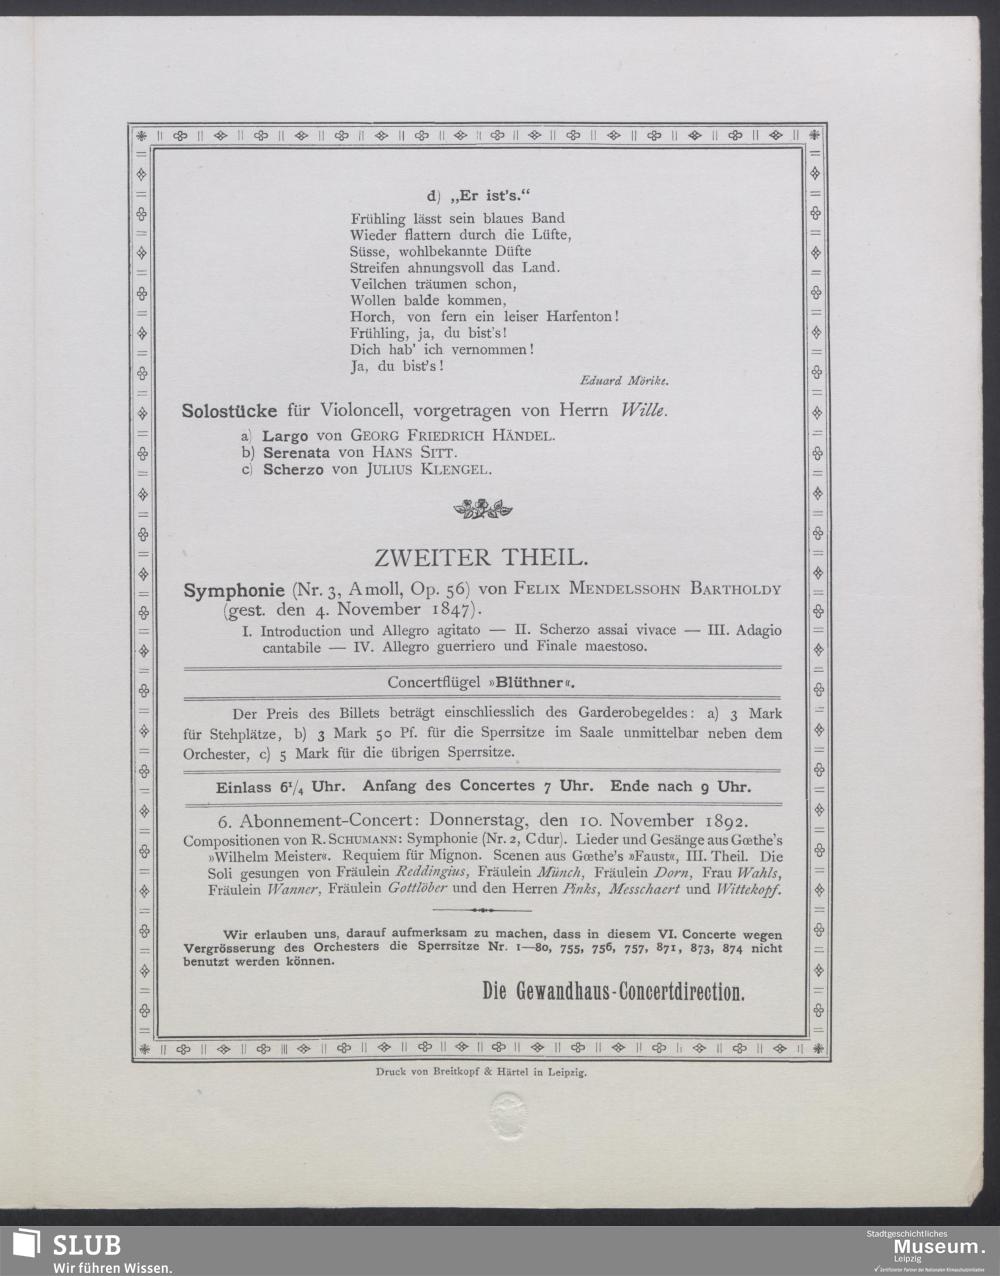 d) „Er ist's.“
Frühling lässt sein blaues Band
Wieder flattern durch die Lüfte,
Süsse, wohlbekannte Düfte
Streifen ahnungsvoll das Land.
Veilchen träumen schon,
Wollen balde kommen,
Horch, von fern ein leiser Harfenton!
Frühling, ja, du bist's!
Dich hab' ich vernommen!
Ja, du bist's!
Eduard Mörike.
Solostücke für Violoncell, vorgetragen von Herrn Wille.
a) Largo von GEORG FRIEDRICH HÄNDEL.
b) Serenata von HANS SITT.
c) Scherzo von JULIUS KLENGEL.
ZWEITER THEIL.
Symphonie (Nr. 3, A moll, Op. 56) von FELIX MENDELSSOHN BARTHOLDY
(gest. den 4. November 1847).
I. Introduction und Allegro agitato — II. Scherzo assai vivace — III. Adagio
cantabile — IV. Allegro guerriero und Finale maestoso.
Concertflügel »Blüthner«.
Der Preis des Billets beträgt einschliesslich des Garderobegeldes: a) 3 Mark
für Stehplätze, b) 3 Mark 50 Pf. für die Sperrsitze im Saale unmittelbar neben dem
Orchester, c) 5 Mark für die übrigen Sperrsitze.
Einlass 6¹/₄ Uhr. Anfang des Concertes 7 Uhr. Ende nach 9 Uhr.
6. Abonnement-Concert: Donnerstag, den 10. November 1892.
Compositionen von R. SCHUMANN: Symphonie (Nr. 2, C dur). Lieder und Gesänge aus Gœthe's
»Wilhelm Meister«. Requiem für Mignon. Scenen aus Gœthe's »Faust«, III. Theil. Die
Soli gesungen von Fräulein Reddingius, Fräulein Münch, Fräulein Dorn, Frau Wahls,
Fräulein Wanner, Fräulein Gottlöber und den Herren Pinks, Messchaert und Wittekopf.
Wir erlauben uns, darauf aufmerksam zu machen, dass in diesem VI. Concerte wegen
Vergrösserung des Orchesters die Sperrsitze Nr. 1—80, 755, 756, 757, 871, 873, 874 nicht
benutzt werden können.
Die Gewandhaus-Concertdirection.
Druck von Breitkopf & Härtel in Leipzig.
SLUB
Wir führen Wissen.
Stadtgeschichtliches
Museum.
Leipzig
Zertifizierter Partner der Nationalen Klimaschutzinitiative